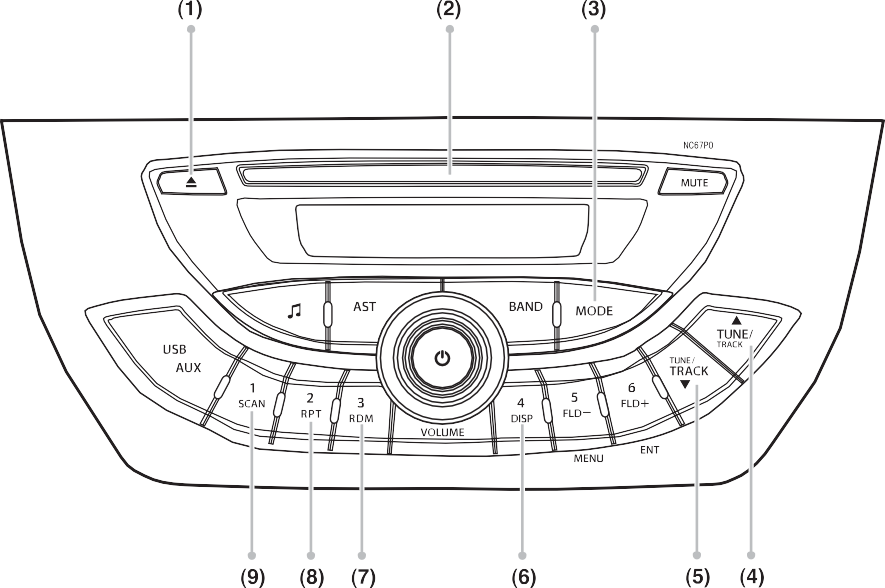 (1)
(2)
(3)
NC67P0
MUTE
AST
BAND
MODE
USB
AUX
TUNE/
TRACK
TUNE/
TRACK
1
SCAN
2
RPT
3
RDM
VOLUME
4
DISP
5
FLD−
6
FLD+
MENU
ENT
(9)
(8)
(7)
(6)
(5)
(4)